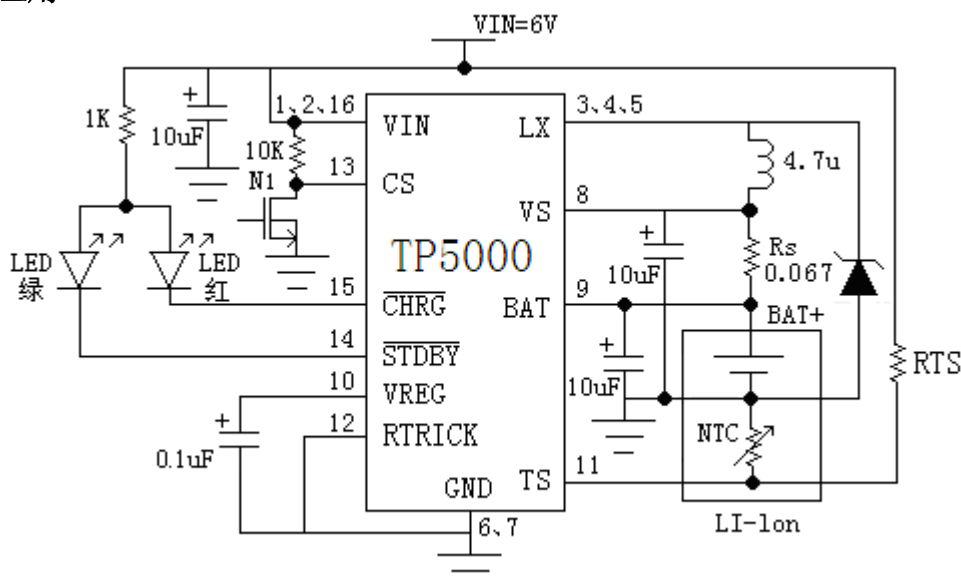 VIN=6V
1K
10uF
1、2、16
3、4、5
VIN
LX
10K
13
4.7u
N1
CS
8
VS
TP5000
LED
绿
LED
红
10uF
Rs
0.067
15
CHRG
BAT
9
BAT+
14
STDBY
10uF
RTS
10
VREG
12
RTRICK
NTC
0.1uF
11
TS
GND
6、7
LI-lon